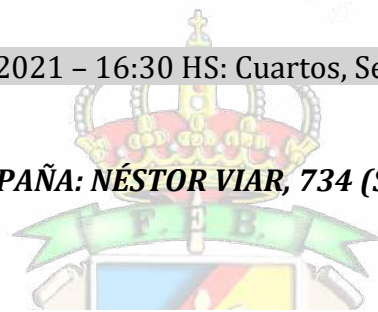 2021 – 16:30 HS: Cuartos, Se
PAÑA: NÉSTOR VIAR, 734 (S
F. E. B.